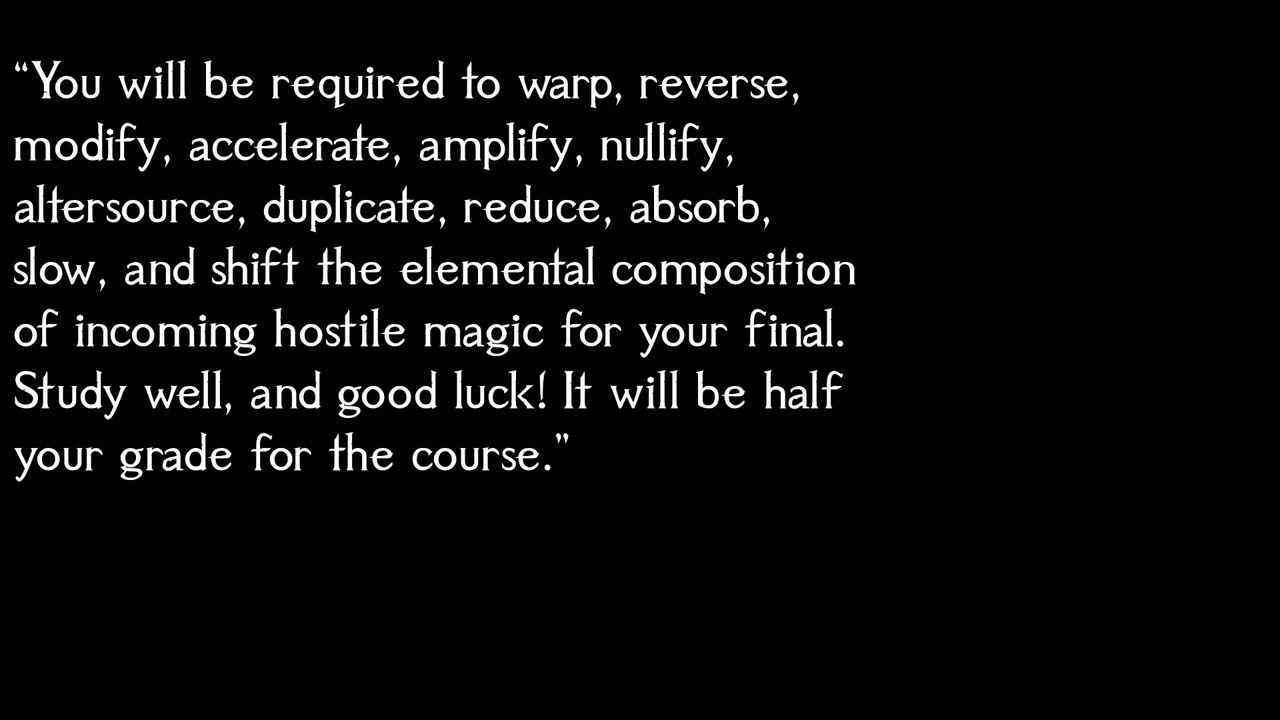 “You will be required to warp, reverse,
modify, accelerate, amplify, nullify,
altersource, duplicate, reduce, absorb,
slow, and shift the elemental composition
of incoming hostile magic for your final.
Study well, and good luck! It will be half
your grade for the course.”